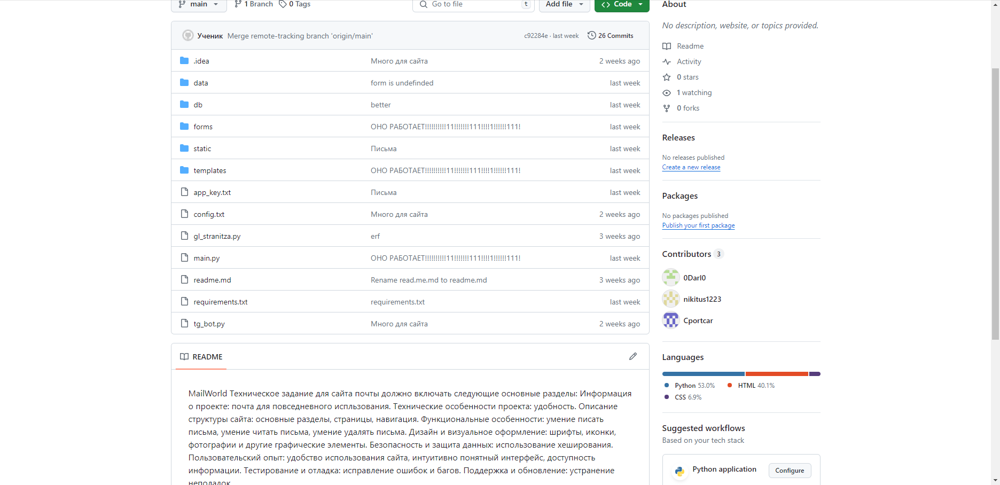 main
1 Branch
0 Tags
Go to file
t
Add file
Code
Ученик Merge remote-tracking branch 'origin/main' c92284e · last week 26 Commits
.idea Много для сайта 2 weeks ago
data form is undefinded last week
db better last week
forms ОНО РАБОТАЕТ!!!!!!!!!!11!!!!!!!111!!!!1!!!!!!111! last week
static Письма last week
templates ОНО РАБОТАЕТ!!!!!!!!!!11!!!!!!!111!!!!1!!!!!!111! last week
app_key.txt Письма last week
config.txt Много для сайта 2 weeks ago
gl_stranitza.py erf 3 weeks ago
main.py ОНО РАБОТАЕТ!!!!!!!!!!11!!!!!!!111!!!!1!!!!!!111! last week
readme.md Rename read.me.md to readme.md 3 weeks ago
requirements.txt requirements.txt last week
tg_bot.py Много для сайта 2 weeks ago
README
MailWorld Техническое задание для сайта почты должно включать следующие основные разделы: Информация
о проекте: почта для повседневного испльзования. Технические особенности проекта: удобность. Описание
структуры сайта: основные разделы, страницы, навигация. Функциональные особенности: умение писать
письма, умение читать письма, умение удалять письма. Дизайн и визуальное оформление: шрифты, иконки,
фотографии и другие графические элементы. Безопасность и защита данных: использование хеширования.
Пользовательский опыт: удобство использования сайта, интуитивно понятный интерфейс, доступность
информации. Тестирование и отладка: исправление ошибок и багов. Поддержка и обновление: устранение
неполадок
About
No description, website, or topics provided.
Readme
Activity
0 stars
1 watching
0 forks
Releases
No releases published
Create a new release
Packages
No packages published
Publish your first package
Contributors 3
0Darl0
nikitus1223
Cportcar
Languages
Python 53.0% HTML 40.1%
CSS 6.9%
Suggested workflows
Based on your tech stack
Python application
Configure